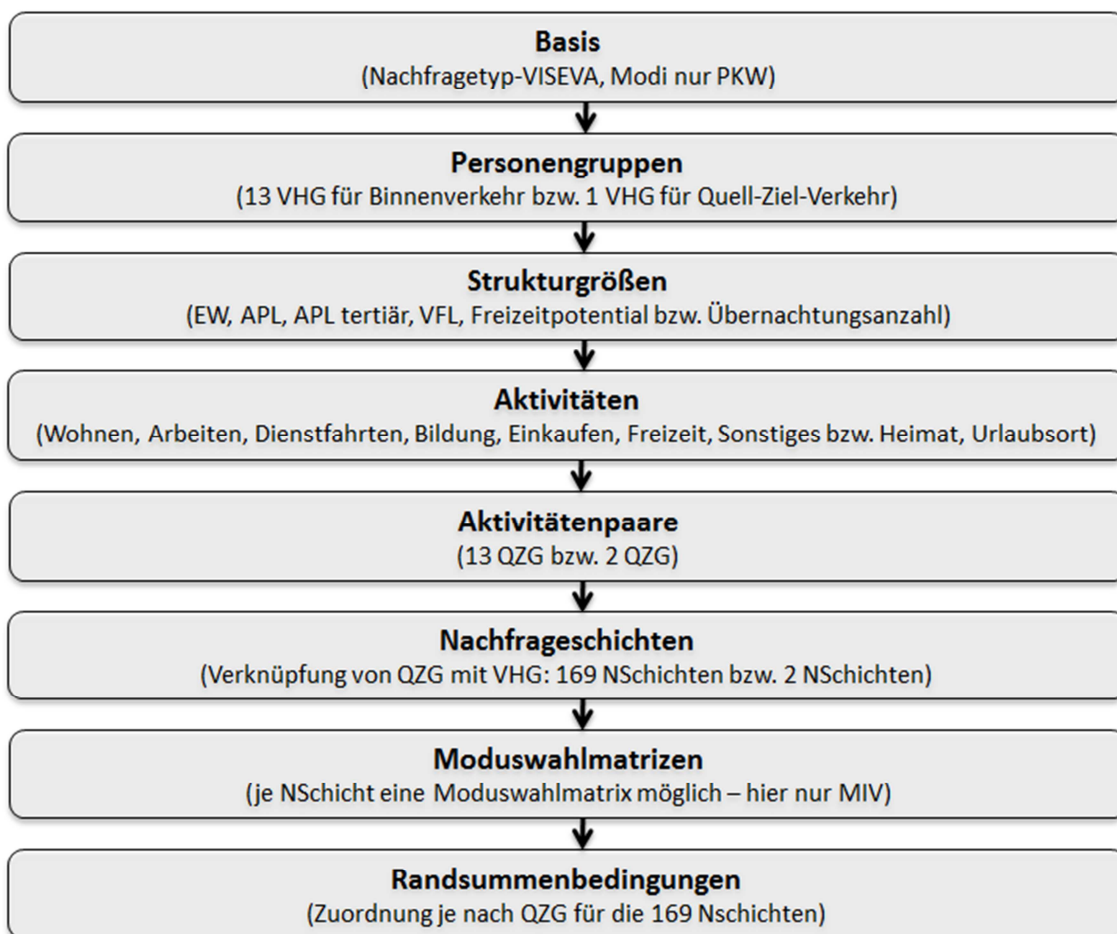 Basis
(Nachfragetyp-VISEVA, Modi nur PKW)
Personengruppen
(13 VHG für Binnenverkehr bzw. 1 VHG für Quell-Ziel-Verkehr)
Strukturgrößen
(EW, APL, APL tertiär, VFL, Freizeitpotential bzw. Übernachtungsanzahl)
Aktivitäten
(Wohnen, Arbeiten, Dienstfahrten, Bildung, Einkaufen, Freizeit, Sonstiges bzw. Heimat, Urlaubsort)
Aktivitätenpaare
(13 QZG bzw. 2 QZG)
Nachfrageschichten
(Verknüpfung von QZG mit VHG: 169 NSchichten bzw. 2 NSchichten)
Moduswahlmatrizen
(je NSchicht eine Moduswahlmatrix möglich – hier nur MIV)
Randsummenbedingungen
(Zuordnung je nach QZG für die 169 Nschichten)